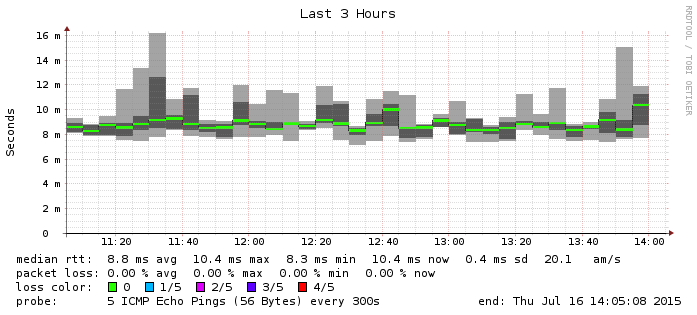 Last 3 Hours
RRDTOOL / TOBI OETIKER
Seconds
16 m
14 m
12 m
10 m
8 m
6 m
4 m
2 m
0
11:20 11:40 12:00 12:20 12:40 13:00 13:20 13:40 14:00
median rtt: 8.8 ms avg 10.4 ms max 8.3 ms min 10.4 ms now 0.4 ms sd 20.1 am/s
packet loss: 0.00 % avg 0.00 % max 0.00 % min 0.00 % now
loss color: 0 1/5 2/5 3/5 4/5
probe: 5 ICMP Echo Pings (56 Bytes) every 300s end: Thu Jul 16 14:05:08 2015